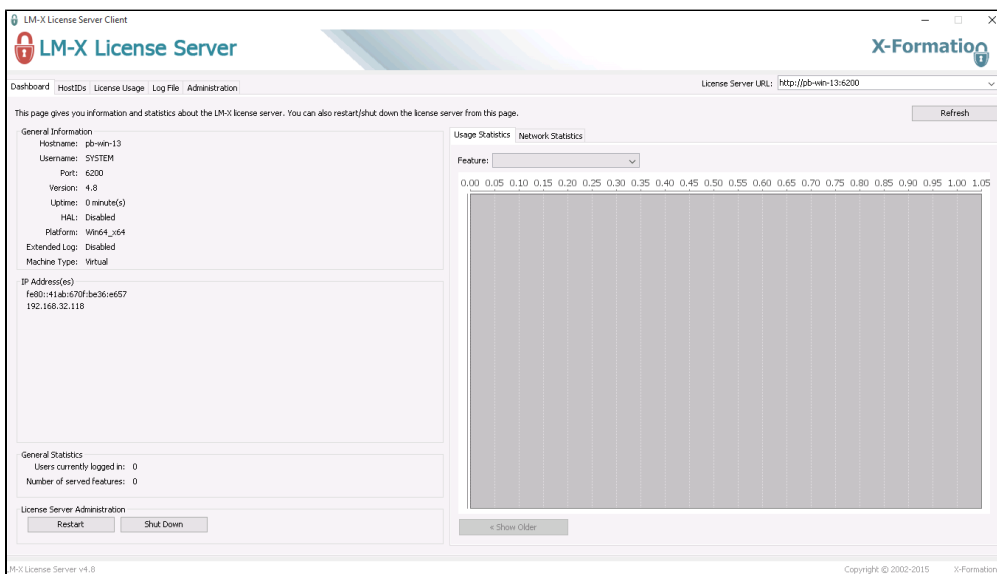 LM-X License Server Client
LM-X License Server
X-Formation
Dashboard HostIDs License Usage Log File Administration
License Server URL: http://pb-win-13:6200
This page gives you information and statistics about the LM-X license server. You can also restart/shut down the license server from this page.
Refresh
General Information
Hostname: pb-win-13
Username: SYSTEM
Port: 6200
Version: 4.8
Uptime: 0 minute(s)
HAL: Disabled
Platform: Win64_x64
Extended Log: Disabled
Machine Type: Virtual
IP Address(es)
fe80::41ab:670f:be36:e657
192.168.32.118
General Statistics
Users currently logged in: 0
Number of served features: 0
License Server Administration
Restart Shut Down
Usage Statistics Network Statistics
Feature:
0.00 0.05 0.10 0.15 0.20 0.25 0.30 0.35 0.40 0.45 0.50 0.55 0.60 0.65 0.70 0.75 0.80 0.85 0.90 0.95 1.00 1.05
< Show Older
LM-X License Server v4.8
Copyright © 2002-2015 X-Formation